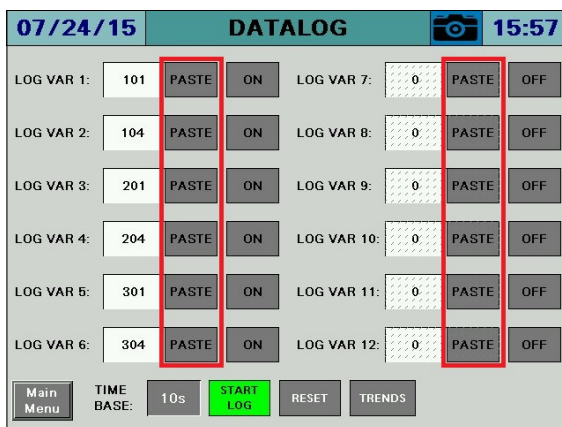 07/24/15 DATALOG 15:57
LOG VAR 1: 101 PASTE ON LOG VAR 7: 0 PASTE OFF
LOG VAR 2: 104 PASTE ON LOG VAR 8: 0 PASTE OFF
LOG VAR 3: 201 PASTE ON LOG VAR 9: 0 PASTE OFF
LOG VAR 4: 204 PASTE ON LOG VAR 10: 0 PASTE OFF
LOG VAR 5: 301 PASTE ON LOG VAR 11: 0 PASTE OFF
LOG VAR 6: 304 PASTE ON LOG VAR 12: 0 PASTE OFF
Main
Menu
TIME
BASE:
10s
START
LOG
RESET
TRENDS